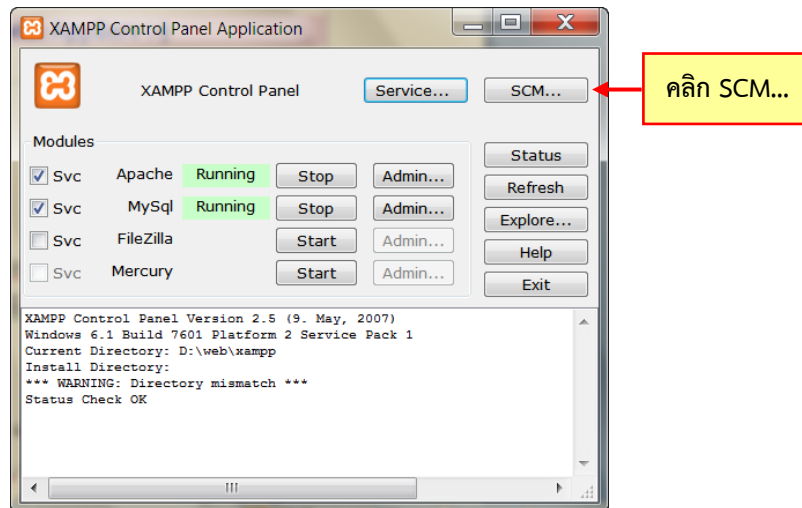 XAMPP Control Panel Application
XAMPP Control Panel
Service...
SCM...
คลิก SCM...
Modules
Svc Apache Running Stop Admin...
Svc MySql Running Stop Admin...
Svc FileZilla Start Admin...
Svc Mercury Start Admin...
Status
Refresh
Explore...
Help
Exit
XAMPP Control Panel Version 2.5 (9. May, 2007)
Windows 6.1 Build 7601 Platform 2 Service Pack 1
Current Directory: D:\web\xampp
Install Directory:
*** WARNING: Directory mismatch ***
Status Check OK